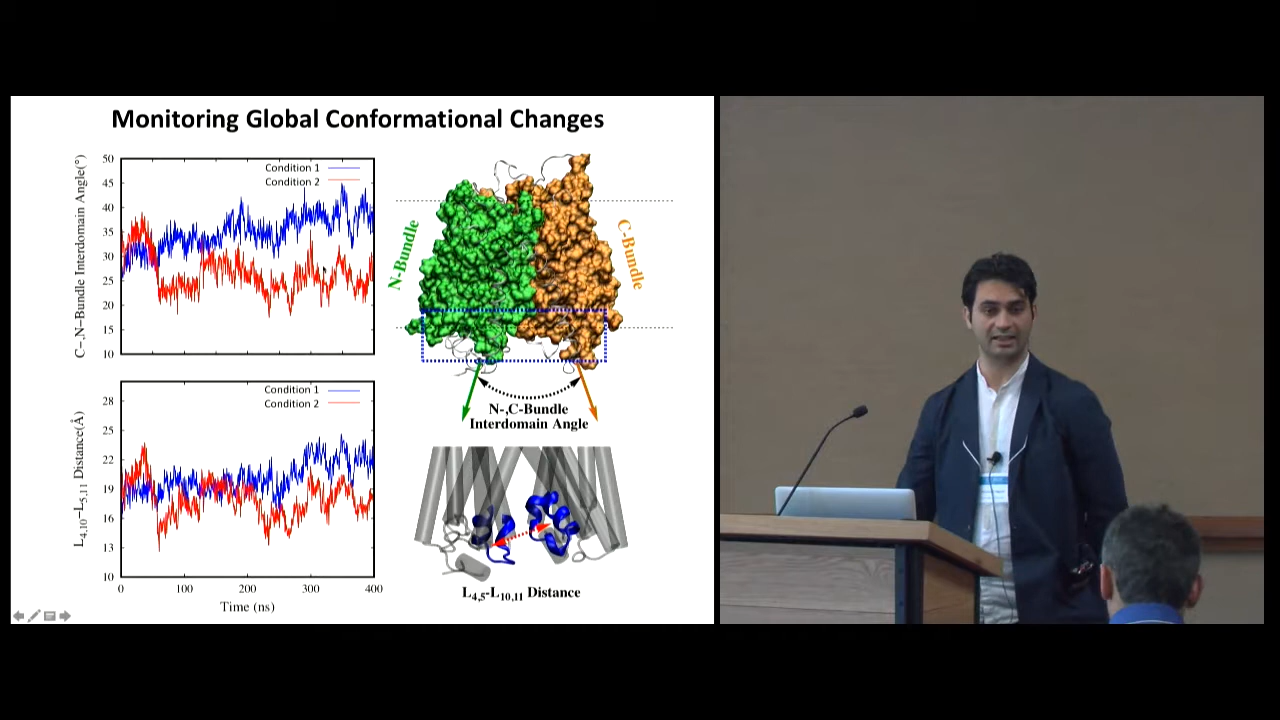 Monitoring Global Conformational Changes
C-,N-Bundle Interdomain Angle(°)
50
45
40
35
30
25
20
15
10
Condition 1
Condition 2
N-Bundle
C-Bundle
N-,C-Bundle
Interdomain Angle
L4,10-L5,11 Distance(Å)
28
25
22
19
16
13
10
Condition 1
Condition 2
0 100 200 300 400
Time (ns)
L4,5-L10,11 Distance